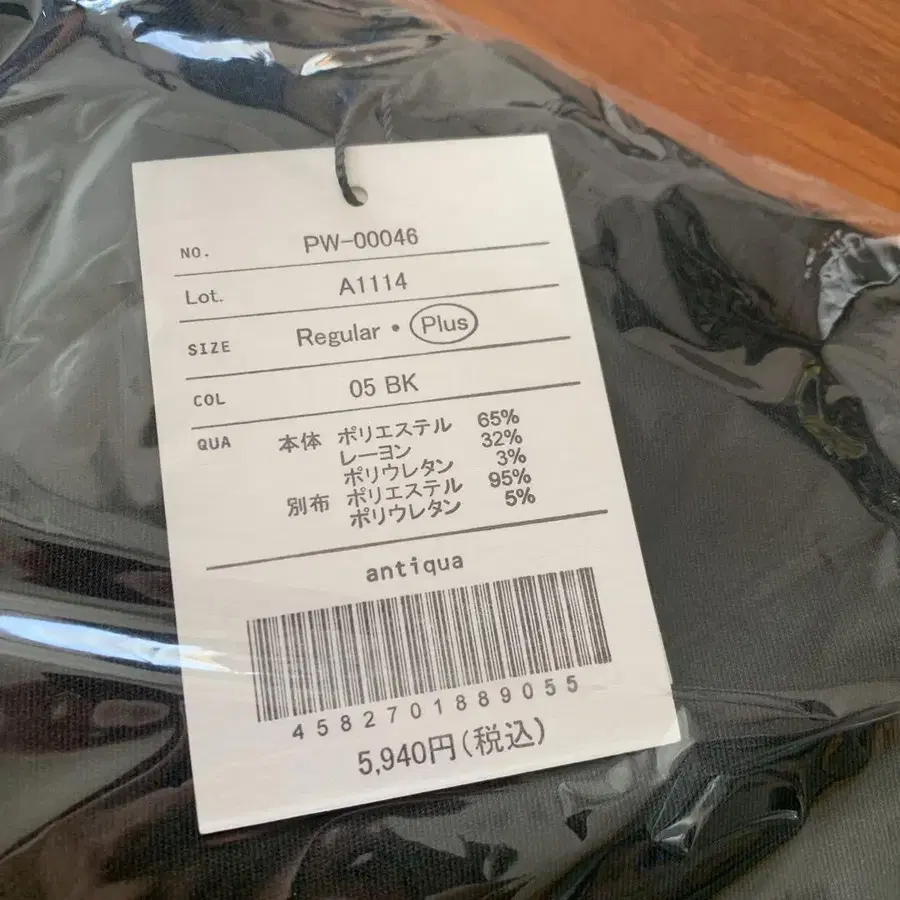 NO. PW-00046
Lot. A1114
SIZE Regular・Plus
COL 05 BK
QUA 本体 ポリエステル 65%
レーヨン 32%
ポリウレタン 3%
別布 ポリエステル 95%
ポリウレタン 5%
antiqua
4582701889055
5,940円(税込)